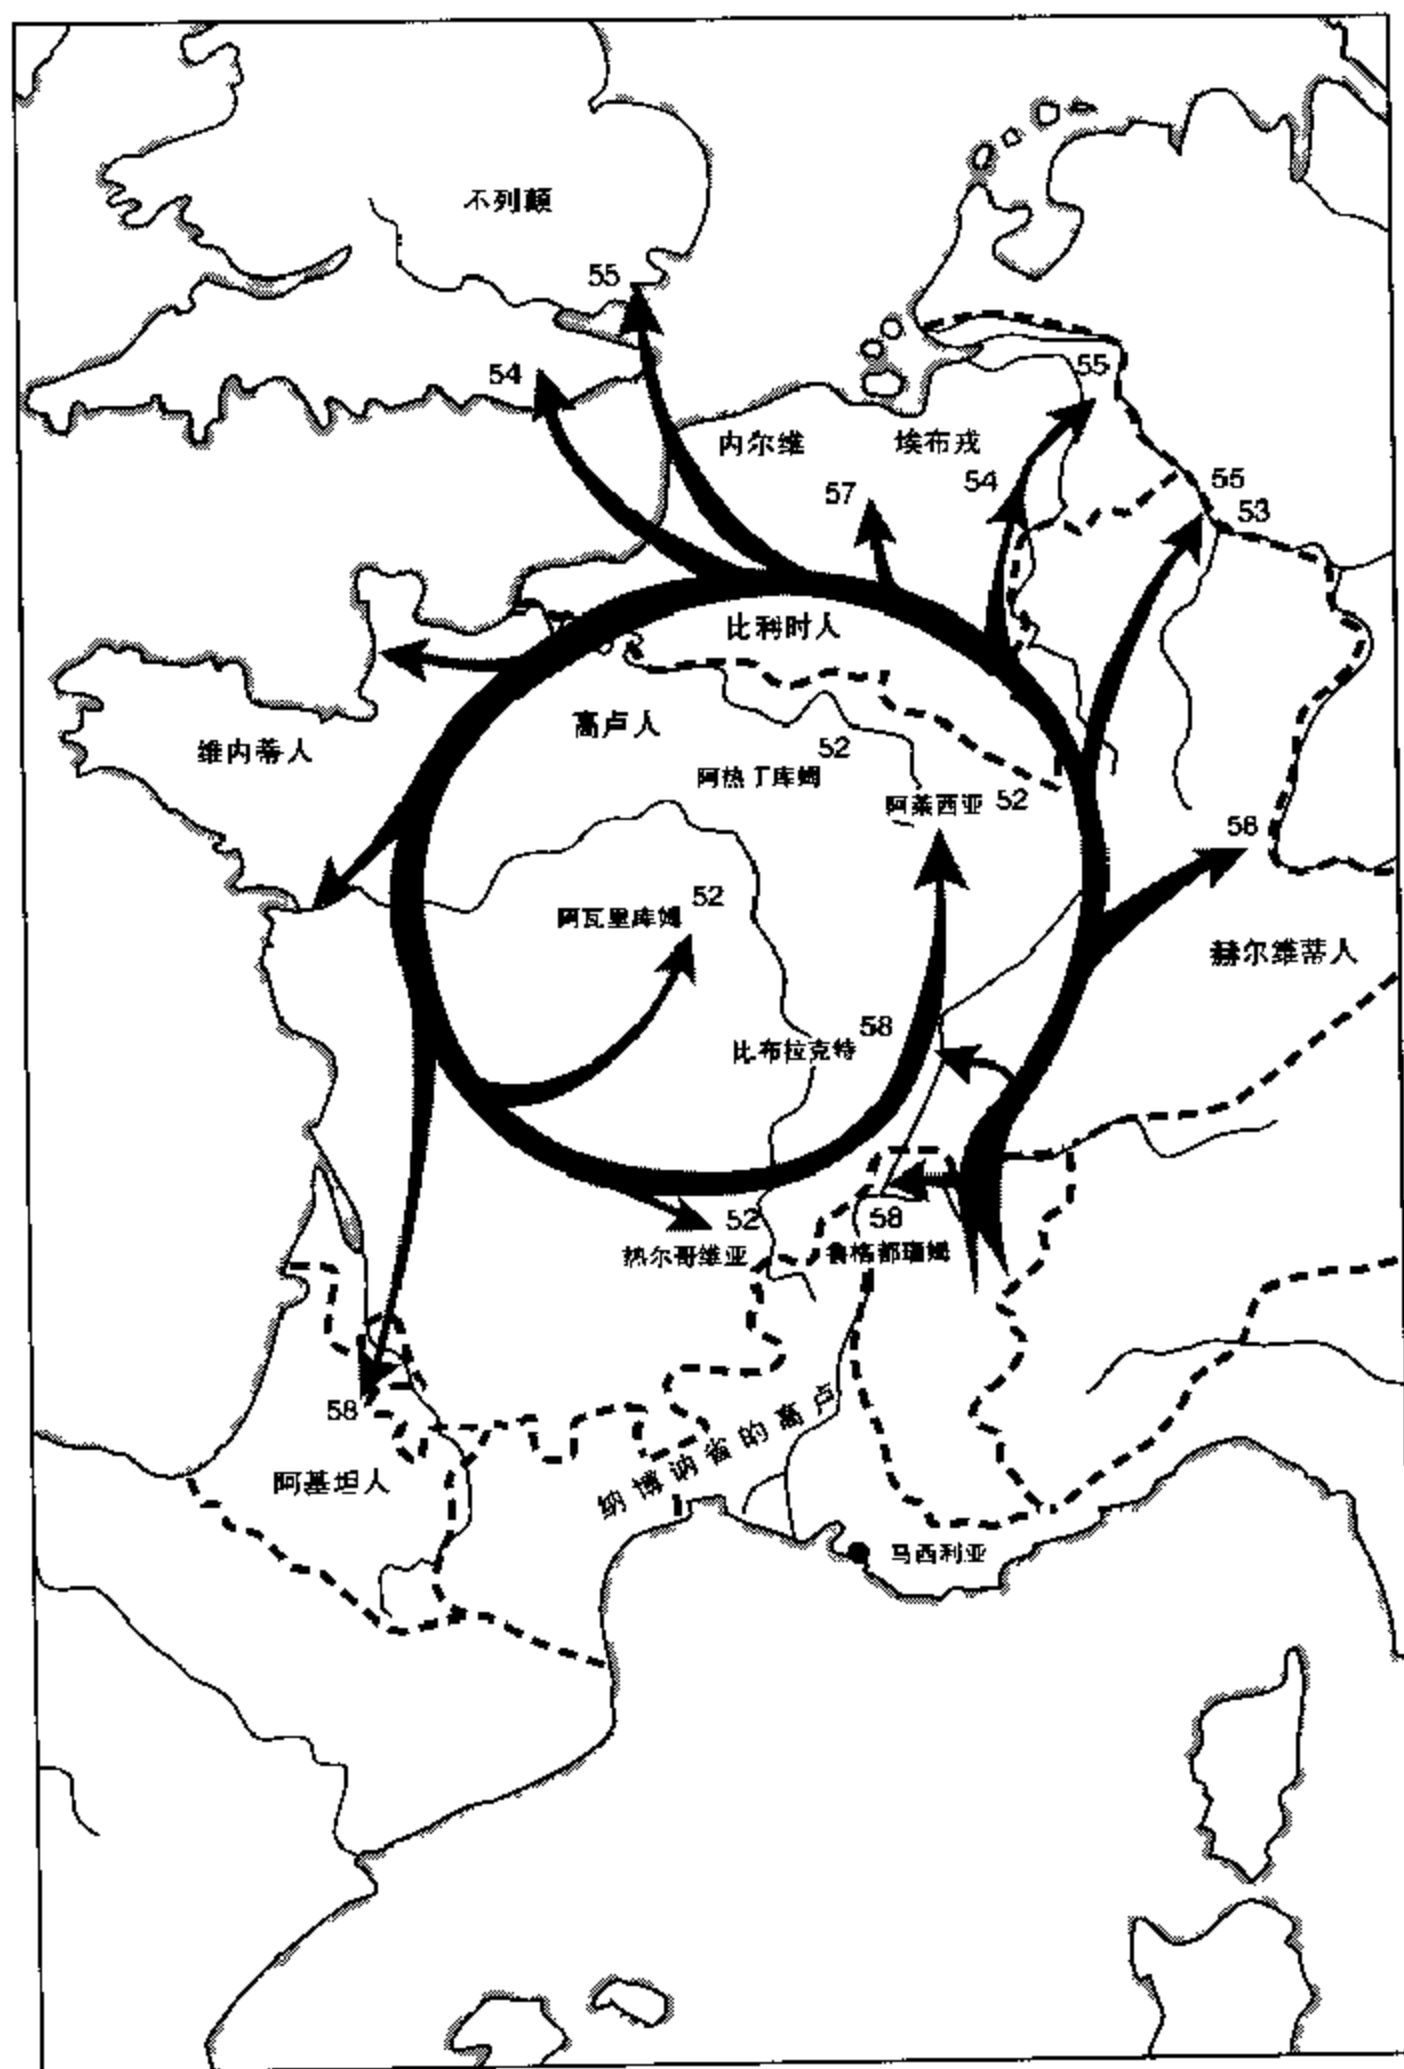 不列颠
55
54
55
内尔维
埃布戎
57
54
55
53
比利时人
高卢人
维内蒂人
52
阿热丁库姆
阿莱西亚 52
58
52
阿瓦里库姆
赫尔维蒂人
58
比布拉克特
52
58
热尔哥维亚
鲁格都瑞姆
58
纳博讷省的高卢
阿基坦人
马西利亚